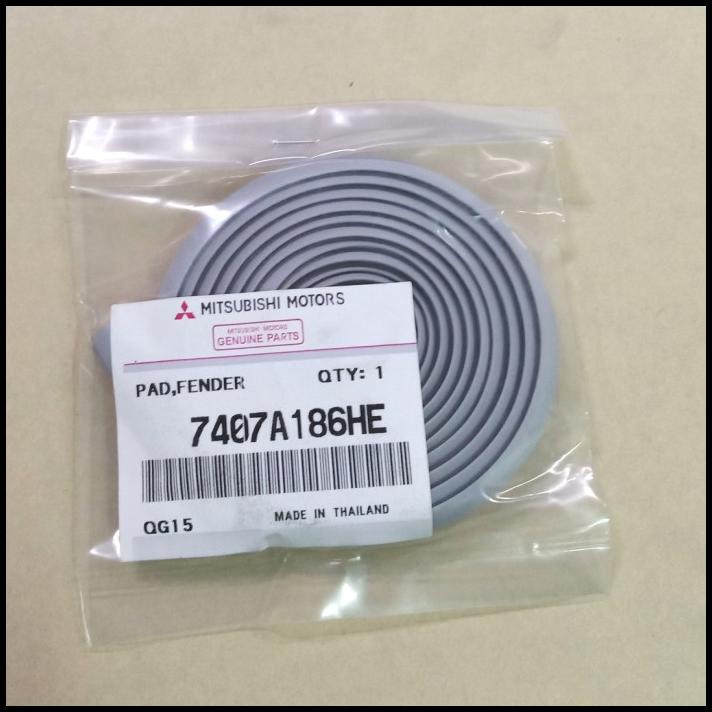 MITSUBISHI MOTORS
MITSUBISHI MOTORS
GENUINE PARTS
PAD,FENDER QTY: 1
7407A186HE
QG15 MADE IN THAILAND